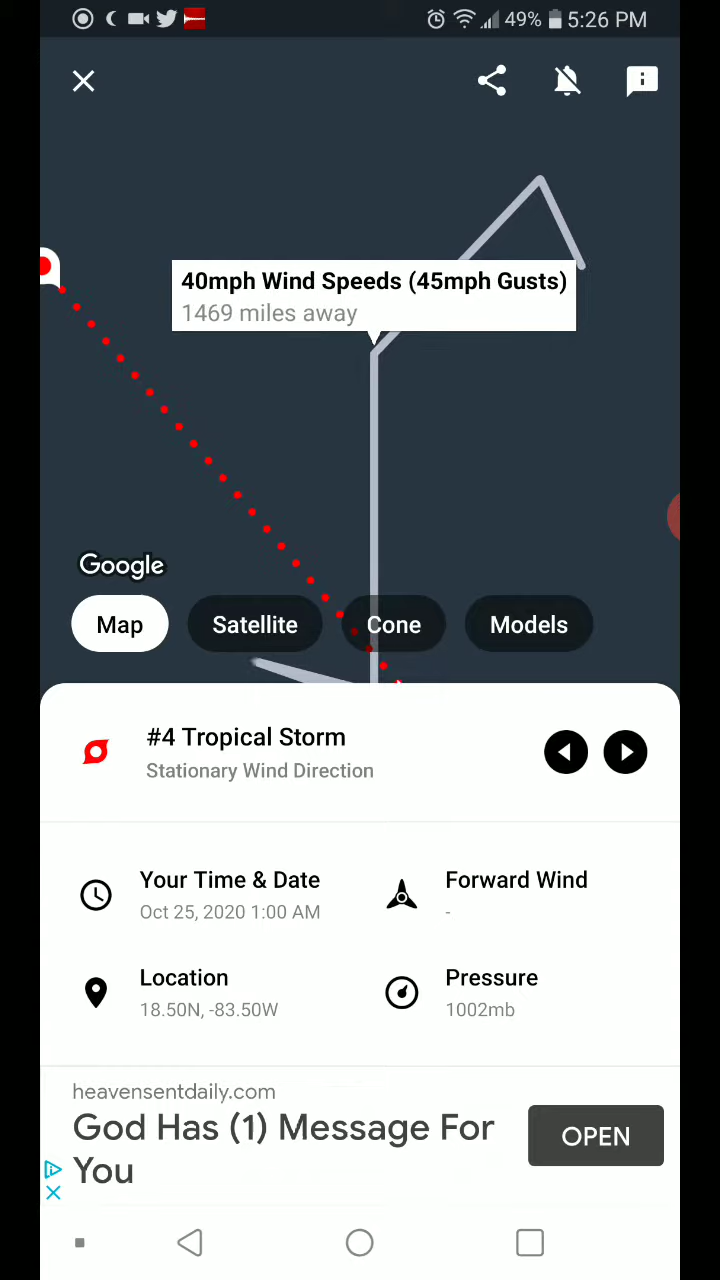 49% 5:26 PM
40mph Wind Speeds (45mph Gusts)
1469 miles away
Google
Map Satellite Cone Models
#4 Tropical Storm
Stationary Wind Direction
Your Time & Date
Oct 25, 2020 1:00 AM
Forward Wind
-
Location
18.50N, -83.50W
Pressure
1002mb
heavensentdaily.com
God Has (1) Message For
You
OPEN